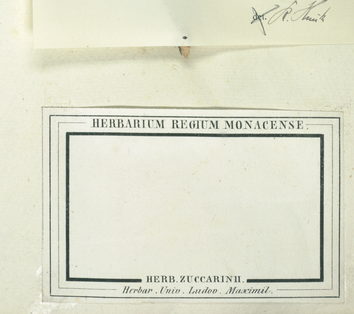 HERBARIUM REGIUM MONACENSE.
HERB. ZUCCARINII.
Herbar. Univ. Ludov. Maximil.